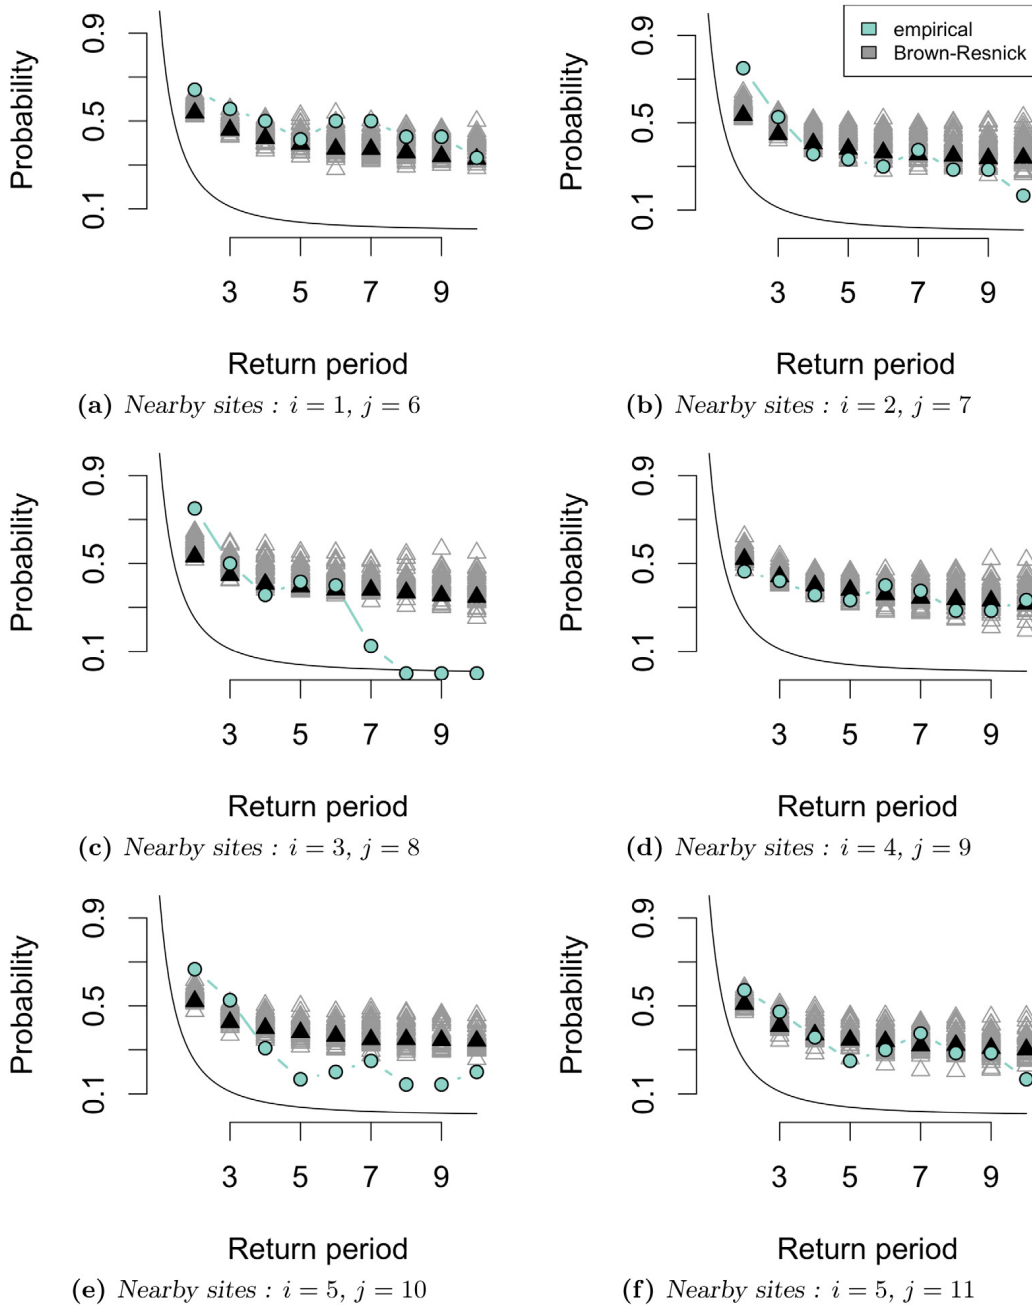 empirical
Brown-Resnick
Probability
0.9
0.5
0.1
3 5 7 9
Return period
(a) Nearby sites : i = 1, j = 6
Probability
0.9
0.5
0.1
3 5 7 9
Return period
(b) Nearby sites : i = 2, j = 7
Probability
0.9
0.5
0.1
3 5 7 9
Return period
(c) Nearby sites : i = 3, j = 8
Probability
0.9
0.5
0.1
3 5 7 9
Return period
(d) Nearby sites : i = 4, j = 9
Probability
0.9
0.5
0.1
3 5 7 9
Return period
(e) Nearby sites : i = 5, j = 10
Probability
0.9
0.5
0.1
3 5 7 9
Return period
(f) Nearby sites : i = 5, j = 11